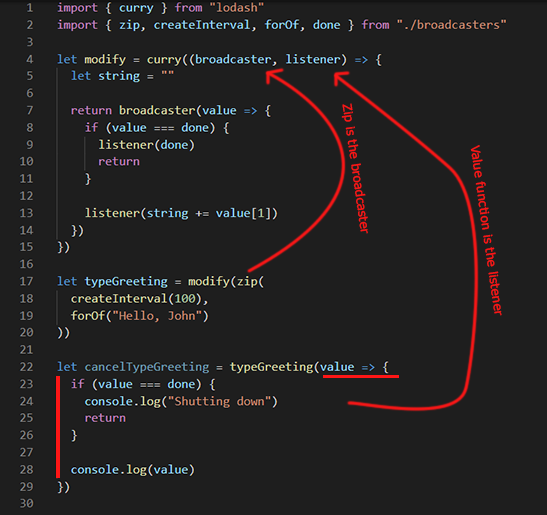 1 import { curry } from "lodash"
2 import { zip, createInterval, forOf, done } from "./broadcasters"
3
4 let modify = curry((broadcaster, listener) => {
5   let string = ""
6
7   return broadcaster(value => {
8     if (value === done) {
9       listener(done)
10       return
11     }
12
13     listener(string += value[1])
14   })
15 })
16
17 let typeGreeting = modify(zip(
18   createInterval(100),
19   forOf("Hello, John")
20 ))
21
22 let cancelTypeGreeting = typeGreeting(value => {
23   if (value === done) {
24     console.log("Shutting down")
25     return
26   }
27
28   console.log(value)
29 })
30
Zip is the broadcaster
Value function is the listener